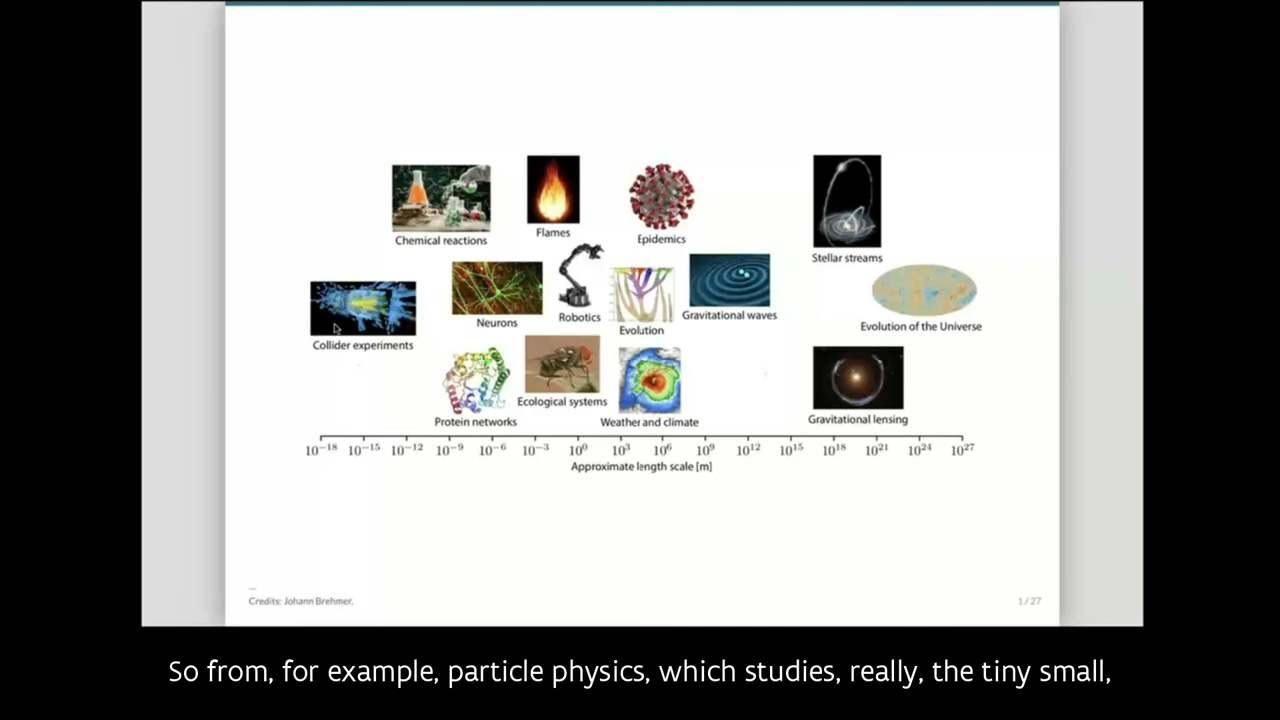 Chemical reactions
Flames
Epidemics
Stellar streams
Collider experiments
Neurons
Robotics
Evolution
Gravitational waves
Evolution of the Universe
Protein networks
Ecological systems
Weather and climate
Gravitational lensing
10⁻¹⁸ 10⁻¹⁵ 10⁻¹² 10⁻⁹ 10⁻⁶ 10⁻³ 10⁰ 10³ 10⁶ 10⁹ 10¹² 10¹⁵ 10¹⁸ 10²¹ 10²⁴ 10²⁷
Approximate length scale [m]
Credits: Johann Brehmer.
1 / 27
So from, for example, particle physics, which studies, really, the tiny small,